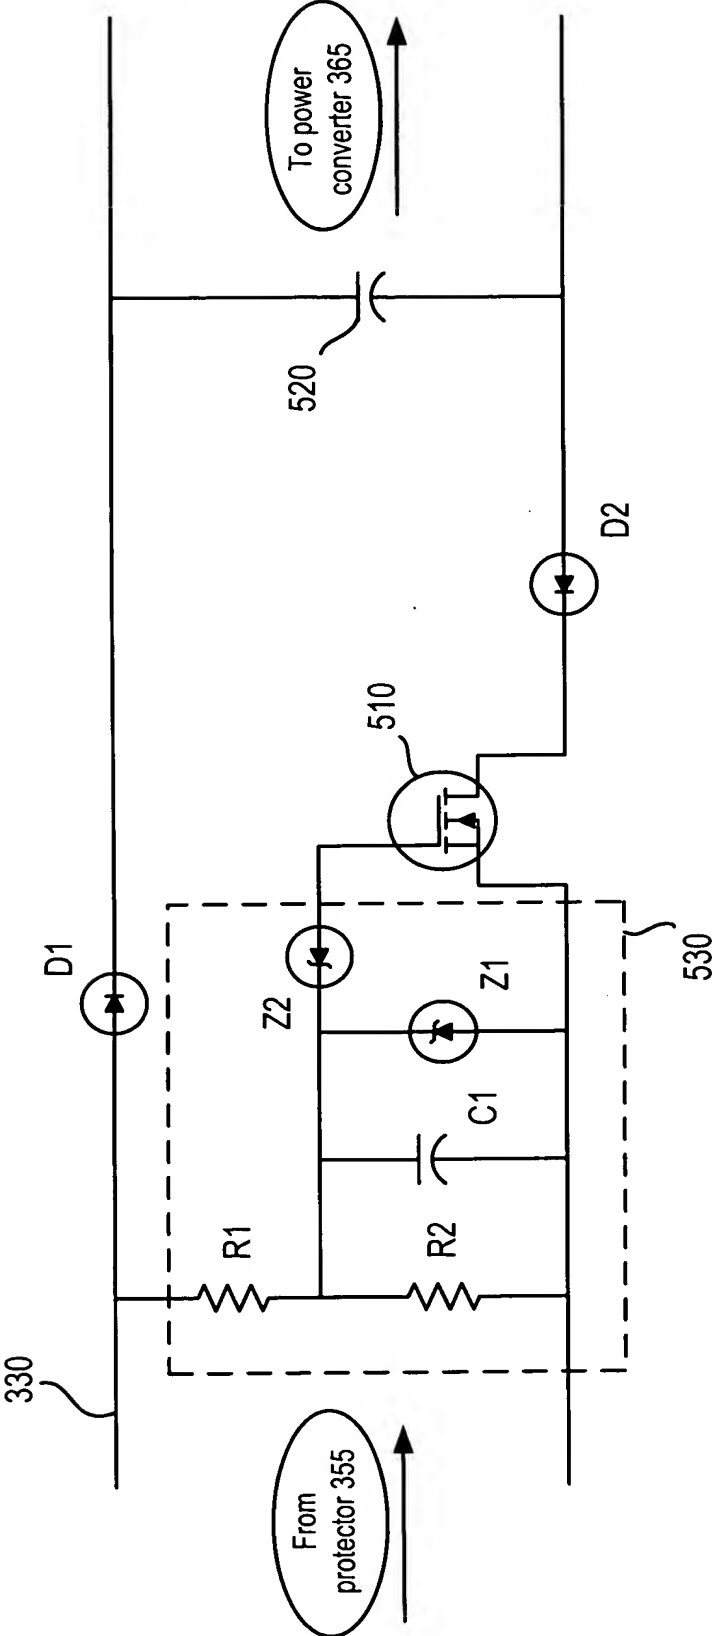 330
D1
From
protector 355
R1
R2
C1
Z2
Z1
530
510
D2
520
To power
converter 365